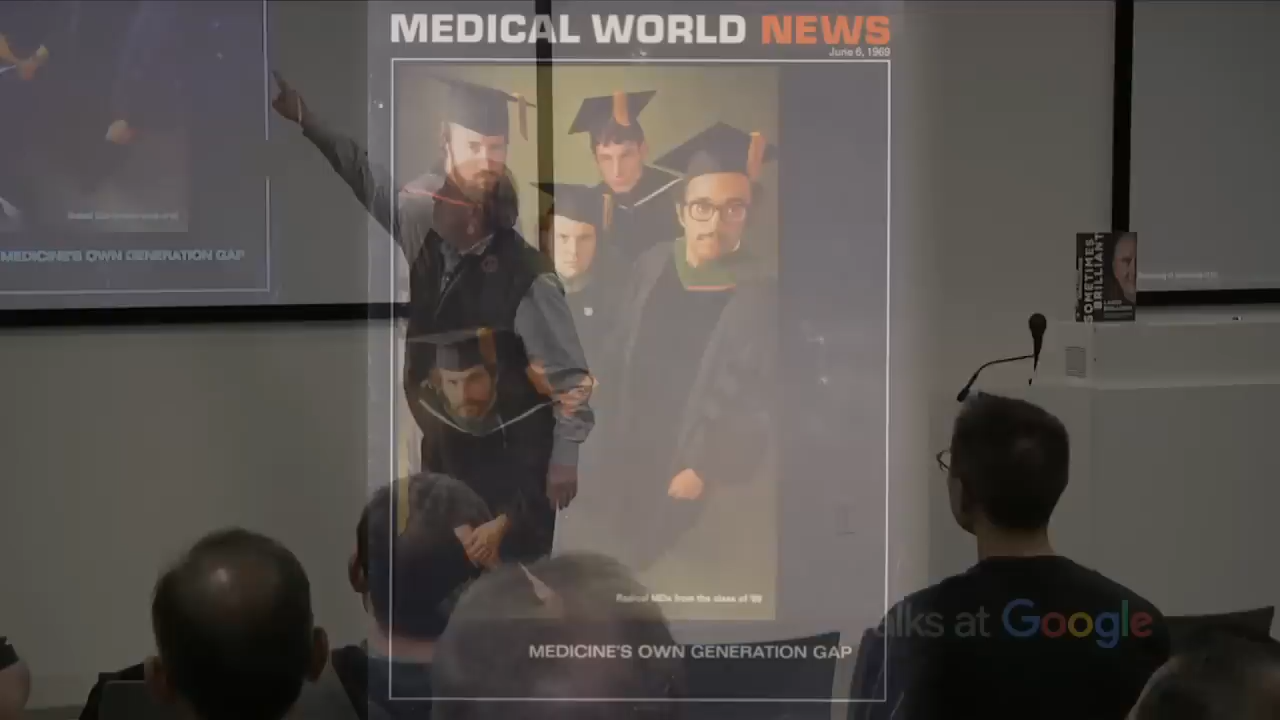 MEDICAL WORLD NEWS
June 6, 1969
MEDICINE'S OWN GENERATION GAP
SOMETIMES
BRILLIANT
LARRY
Radical MDs from the class of '69
alks at Google
MEDICINE'S OWN GENERATION GAP